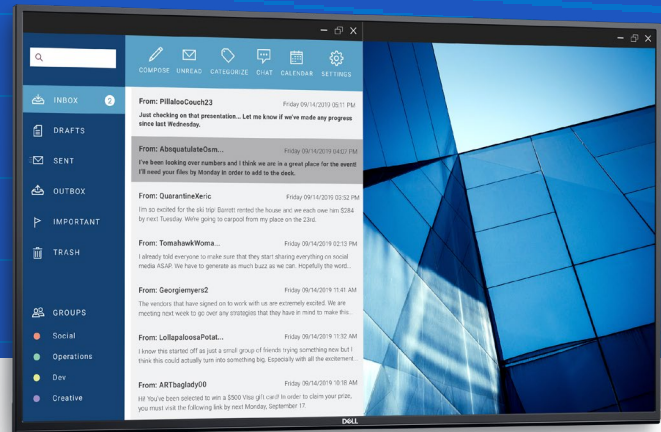 COMPOSE UNREAD CATEGORIZE CHAT CALENDAR SETTINGS
INBOX 2
DRAFTS
SENT
OUTBOX
IMPORTANT
TRASH
GROUPS
Social
Operations
Dev
Creative
From: PillalooCouch23 Friday 09/14/2019 05:11 PM
Just checking on that presentation... Let me know if we've made any progress
since last Wednesday.
From: AbsquatulateOsm... Friday 09/14/2019 04:07 PM
I've been looking over numbers and I think we are in a great place for the event!
I'll need your files by Monday in order to add to the deck.
From: QuarantineXeric Friday 09/14/2019 03:52 PM
I'm so excited for the ski trip! Barrett rented the house and we each owe him $284
by next Tuesday. We're going to carpool from my place on the 23rd.
From: TomahawkWoma... Friday 09/14/2019 02:13 PM
I already told everyone to make sure that they start sharing everything on social
media ASAP. We have to generate as much buzz as we can. Hopefully the word...
From: Georgiemyers2 Friday 09/14/2019 11:41 AM
The vendors that have signed on to work with us are extremely excited. We are
meeting next week to go over any strategies that they have in mind to make this...
From: LollapaloosaPotat... Friday 09/14/2019 11:32 AM
I know this started off as just a small group of friends trying something new but I
think this could actually turn into something big. Especially with all the excitement...
From: ARTbaglady00 Friday 09/14/2019 10:18 AM
Hi! You've been selected to win a $500 Visa gift card! In order to claim your prize,
you must visit the following link by next Monday, September 17.
DELL